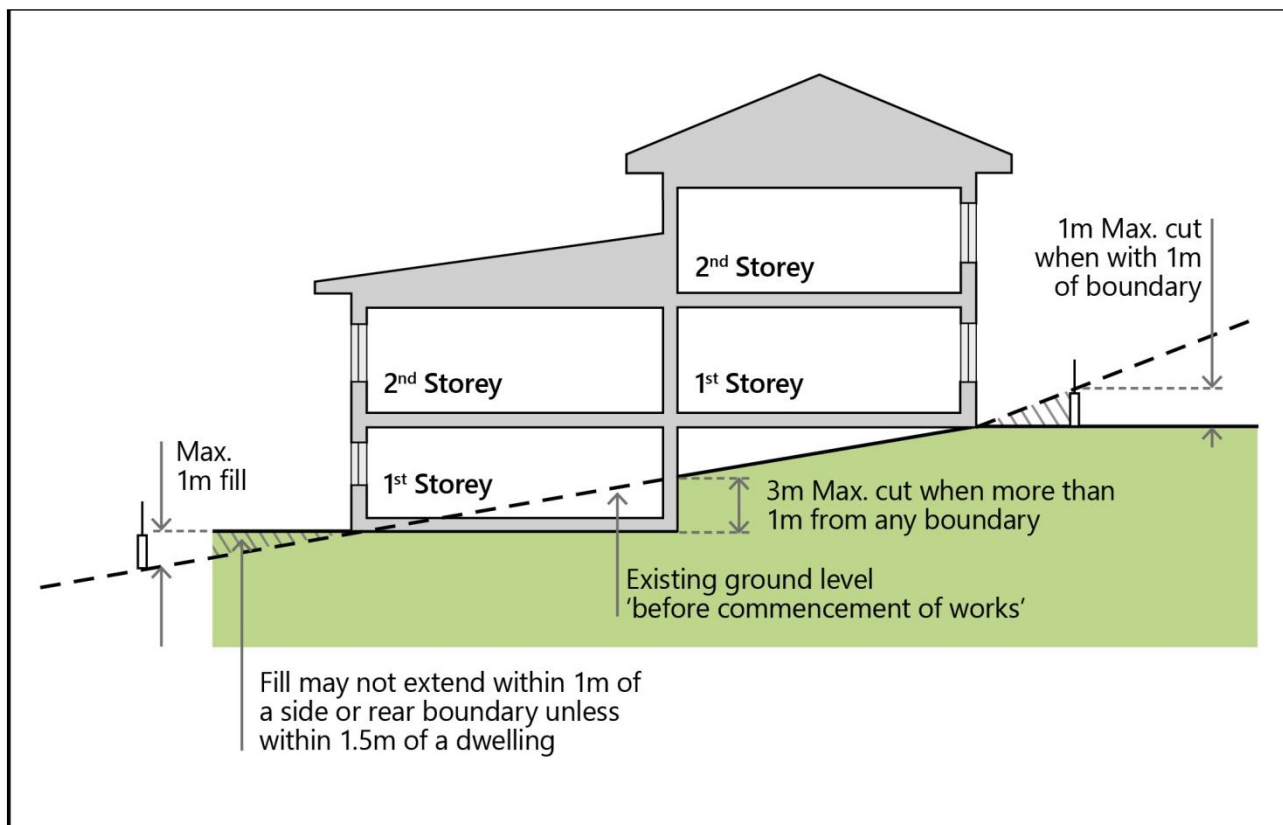 2nd Storey
1m Max. cut
when with 1m
of boundary
2nd Storey
1st Storey
Max.
1m fill
1st Storey
3m Max. cut when more than
1m from any boundary
Existing ground level
‘before commencement of works’
Fill may not extend within 1m of
a side or rear boundary unless
within 1.5m of a dwelling